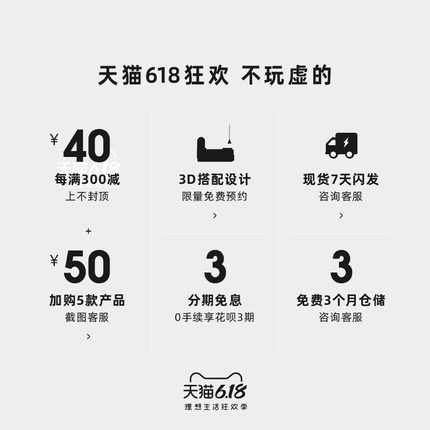 天猫618狂欢 不玩虚的
¥40
每满300减
上不封顶
+
¥50
加购5款产品
截图客服
>
3D搭配设计
限量免费预约
>
3
分期免息
0手续享花呗3期
>
现货7天闪发
咨询客服
>
3
免费3个月仓储
咨询客服
>
天猫6.18
理想生活狂欢季